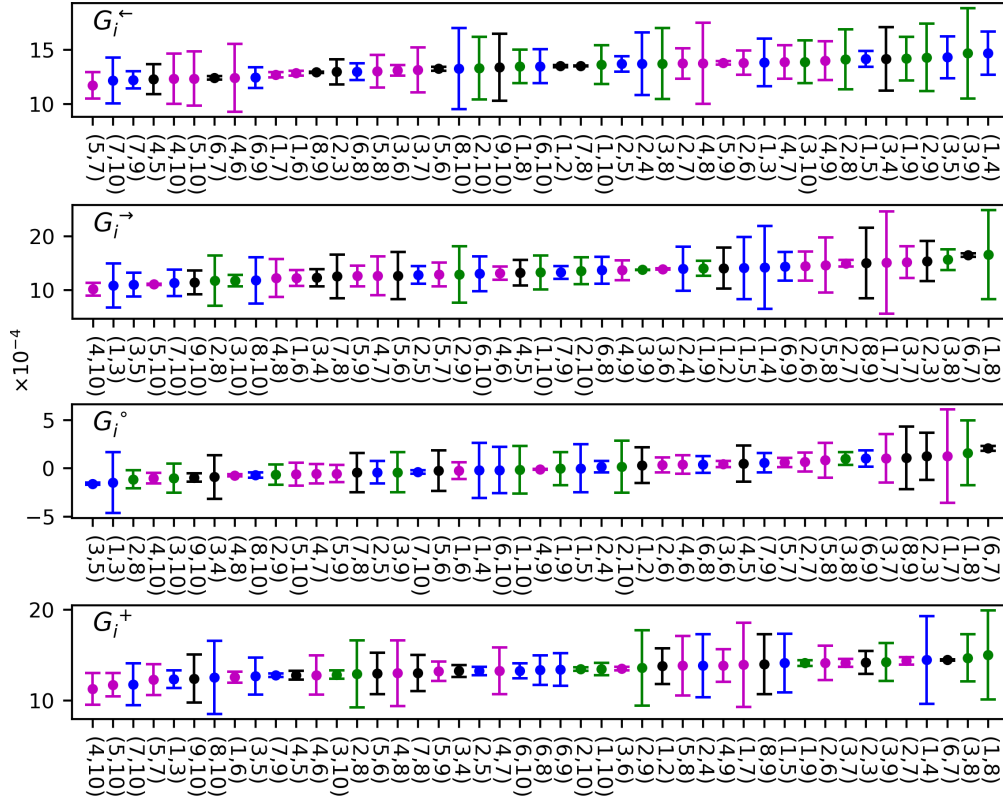 G_i^←
15
10
(5,7) (7,10) (7,9) (4,5) (4,10) (5,10) (6,7) (4,6) (6,9) (1,7) (1,6) (8,9) (2,3) (6,8) (5,8) (3,6) (3,7) (5,6) (8,10) (2,10) (9,10) (1,8) (6,10) (1,2) (7,8) (1,10) (2,5) (2,4) (3,8) (2,7) (4,8) (5,9) (2,6) (1,3) (4,7) (3,10) (4,9) (2,8) (1,5) (3,4) (1,9) (2,9) (3,5) (3,9) (1,4
G_i^→
20
10
(4,10) (1,3) (3,5) (5,10) (7,10) (9,10) (2,8) (3,10) (8,10) (4,8) (1,6) (3,4) (7,8) (5,9) (4,7) (5,6) (2,5) (5,7) (2,9) (6,10) (4,6) (1,10) (4,5) (7,9) (2,10) (6,8) (4,9) (3,9) (3,6) (2,4) (1,9) (1,2) (1,5) (1,4) (6,9) (2,6) (5,8) (2,7) (8,9) (1,7) (3,7) (2,3) (3,8) (6,7) (1,8)
×10^{-4}
G_i^∘
5
0
−5
(3,5) (1,3) (2,8) (4,10) (3,10) (9,10) (3,4) (4,8) (8,10) (2,9) (5,10) (4,7) (5,9) (7,8) (2,5) (3,9) (7,10) (5,6) (1,6) (1,4) (6,9) (1,10) (4,9) (1,9) (1,5) (2,4) (2,10) (1,2) (2,6) (4,6) (6,8) (3,6) (4,5) (7,9) (5,7) (2,7) (5,8) (3,8) (6,10) (3,7) (8,9) (2,3) (1,7) (1,8) (6,7)
G_i^+
20
10
(4,10) (5,10) (7,10) (5,7) (1,3) (9,10) (8,10) (1,6) (3,5) (7,9) (4,5) (4,6) (3,10) (2,8) (5,6) (4,8) (7,8) (5,9) (3,4) (2,5) (4,7) (6,10) (6,8) (6,9) (2,10) (1,10) (3,6) (2,9) (1,2) (5,8) (2,4) (4,9) (1,7) (8,9) (1,5) (1,9) (2,6) (3,7) (2,3) (3,9) (2,7) (1,4) (6,7) (3,8) (1,8)